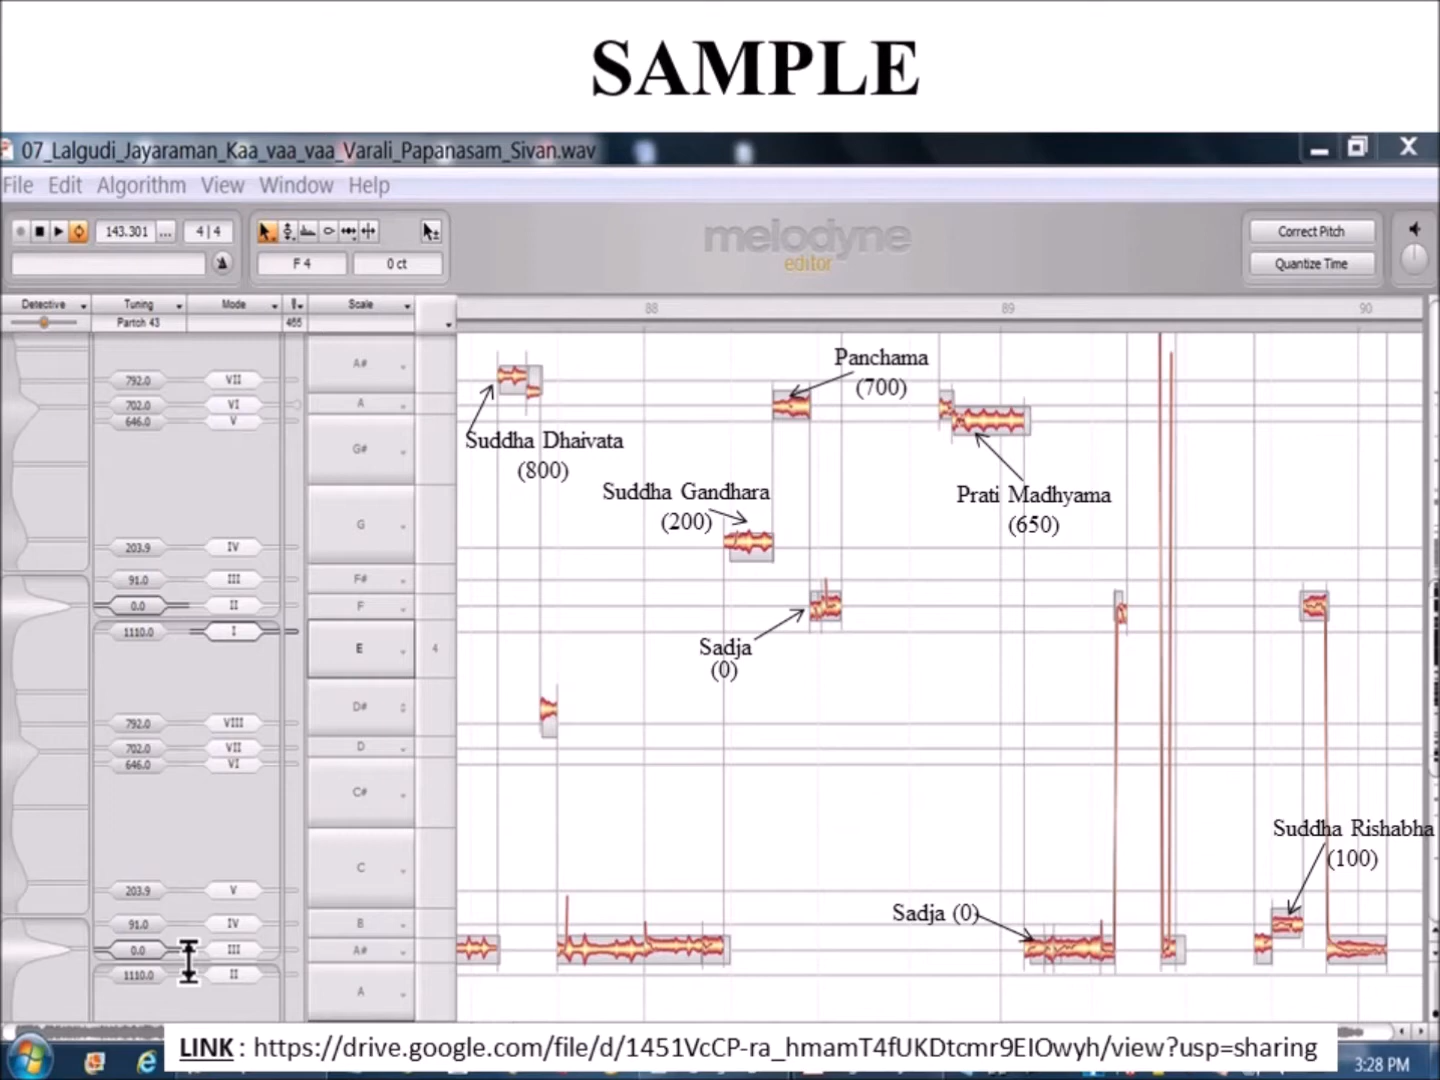 SAMPLE
07_Lalgudi_Jayaraman_Kaa_vaa_vaa_Varali_Papanasam_Sivan.wav
File Edit Algorithm View Window Help
143.301 ... 4|4
F 4 0 ct
melodyne
editor
Correct Pitch
Quantize Time
Detective Tuning Mode Scale
Partch 43 465
88 89 90
792.0 VII
702.0 VI
646.0 V
203.9 IV
91.0 III
0.0 II
1110.0 I
792.0 VIII
702.0 VII
646.0 VI
203.9 V
91.0 IV
0.0 III
1110.0 II
A#
A
G#
G
F#
F
E 4
D#
D
C#
C
B
A#
A
Panchama
(700)
Suddha Dhaivata
(800)
Suddha Gandhara
(200)
Prati Madhyama
(650)
Sadja
(0)
Suddha Rishabha
(100)
Sadja (0)
LINK : https://drive.google.com/file/d/1451VcCP-ra_hmamT4fUKDtcmr9EIOwyh/view?usp=sharing
3:28 PM